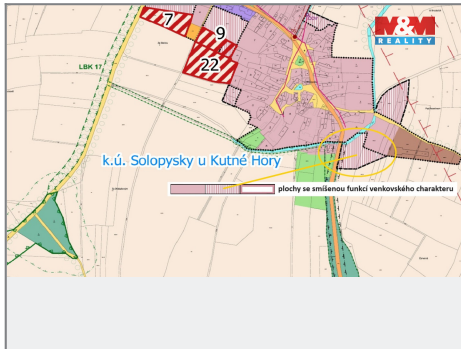 7
9
M&M
REALITY
22
LBK 17
k.ú. Solopysky u Kutné Hory
plochy se smíšenou funkcí venkovského charakteru